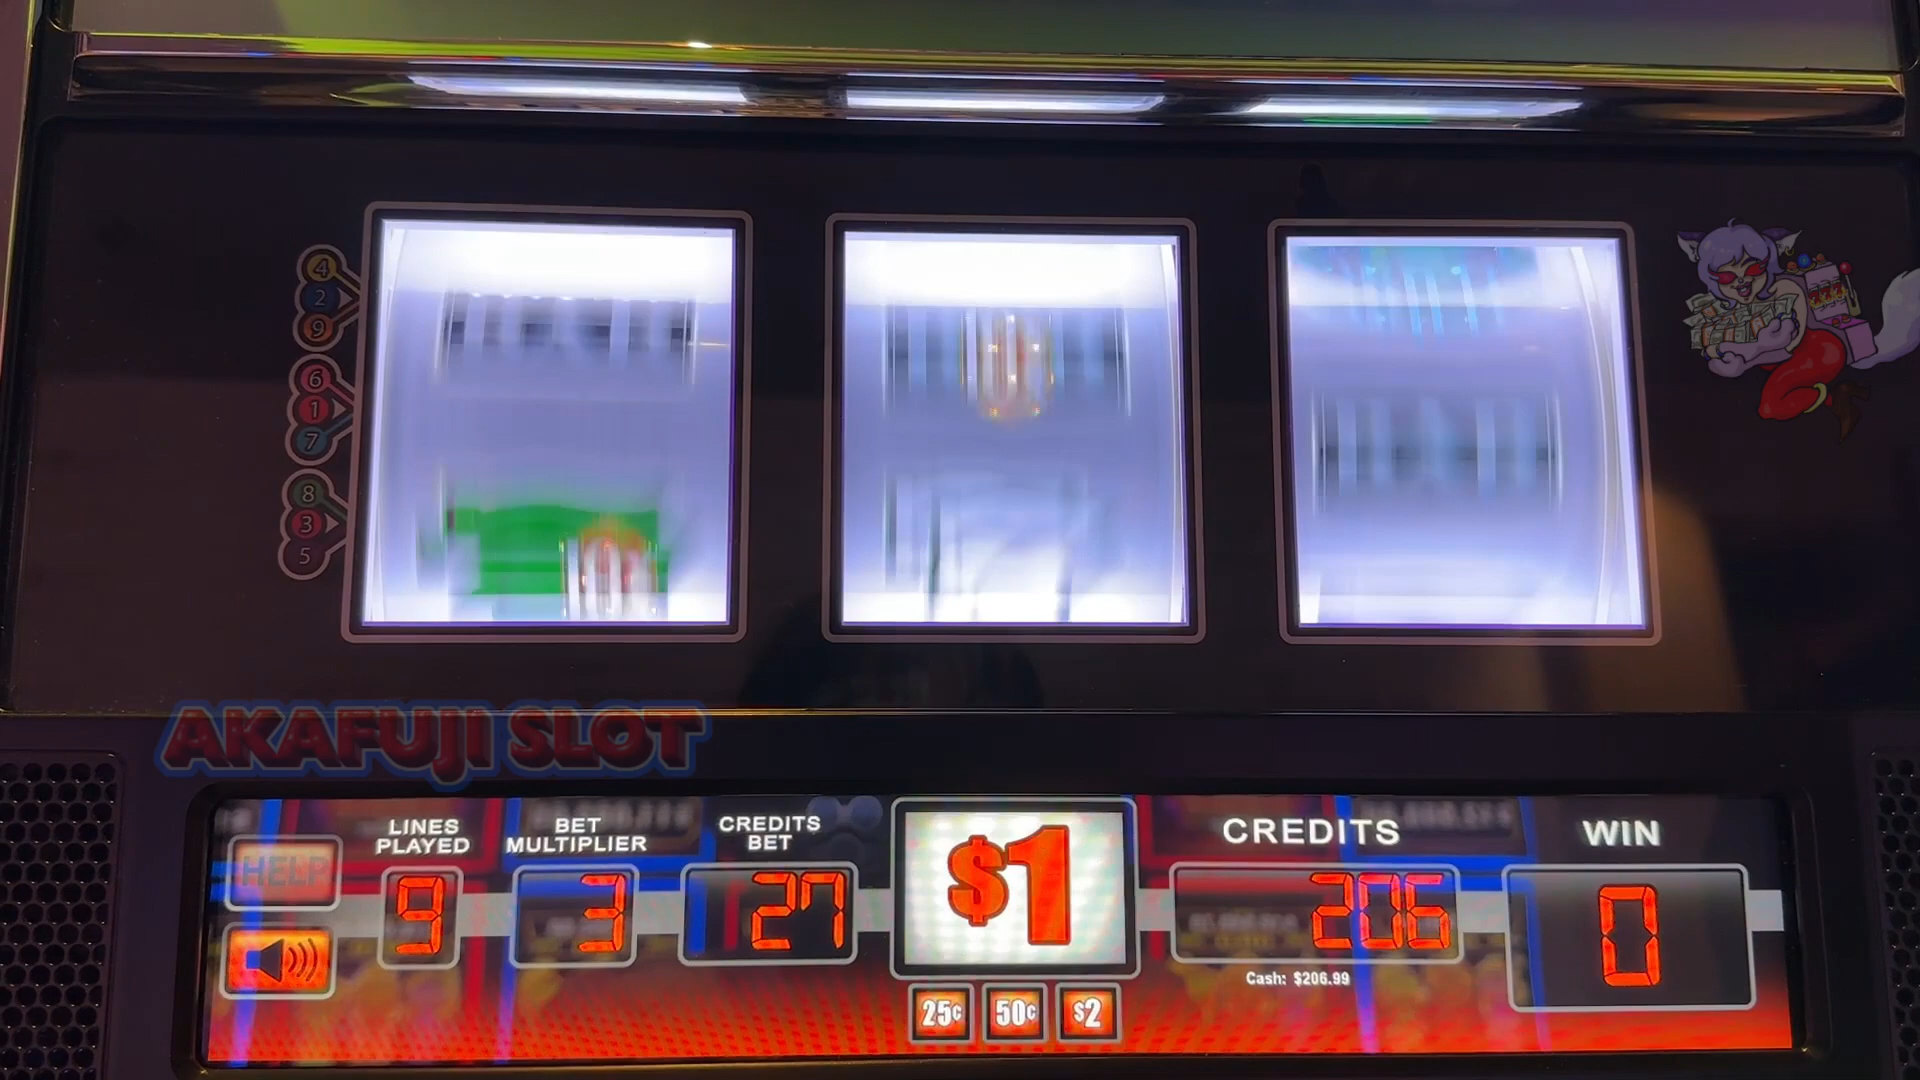 4
2
9
6
1
7
8
3
5
AKAFUJI SLOT
HELP
LINES
PLAYED
9
BET
MULTIPLIER
3
CREDITS
BET
27
$1
25¢
50¢
$2
CREDITS
206
Cash: $206.99
WIN
0